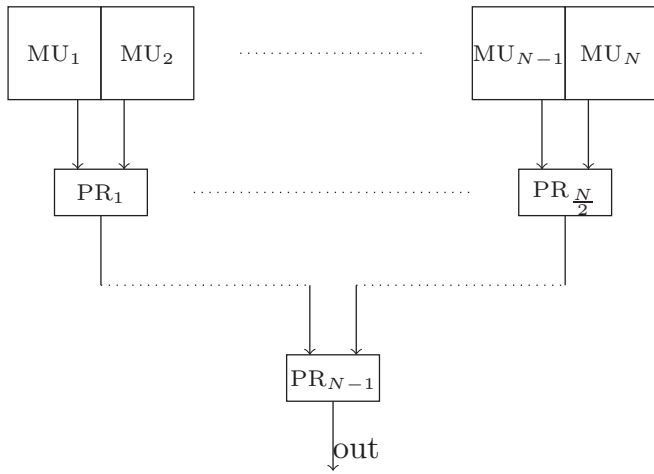 MU₁ MU₂ MU_{N−1} MU_N
PR₁ PR_{N/2}
PR_{N−1}
out